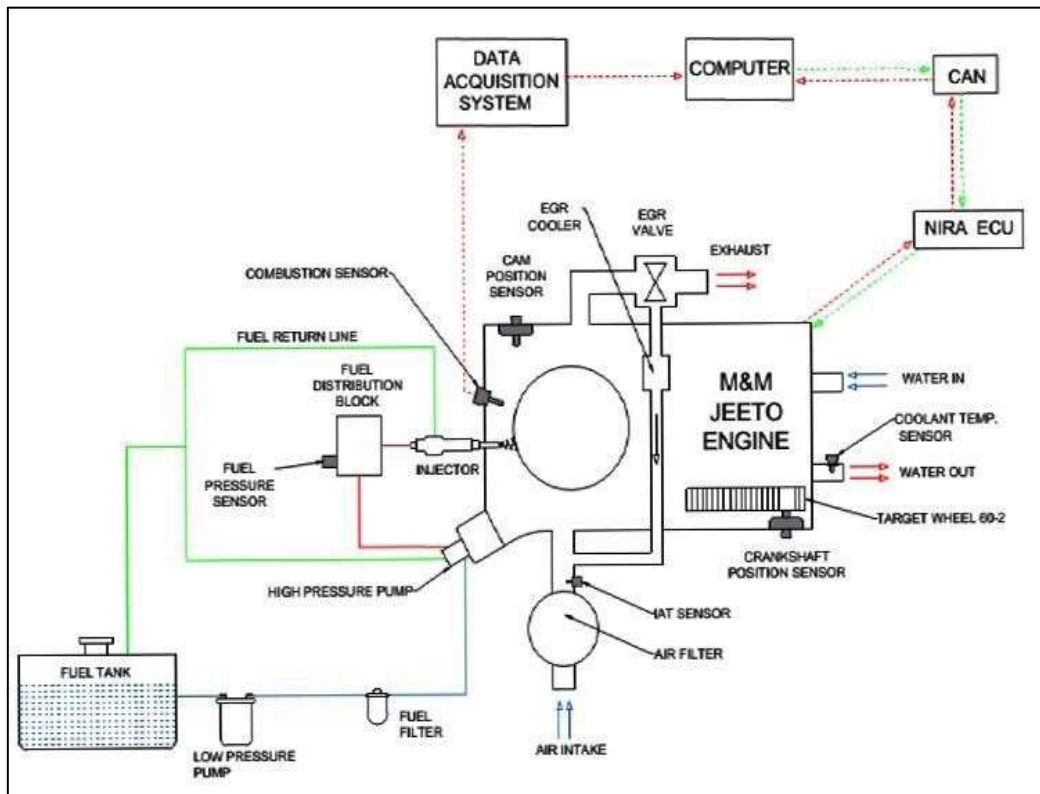 DATA
ACQUISITION
SYSTEM
COMPUTER
CAN
NIRA ECU
EGR
COOLER
EGR
VALVE
EXHAUST
CAM
POSITION
SENSOR
COMBUSTION SENSOR
FUEL RETURN LINE
FUEL
DISTRIBUTION
BLOCK
INJECTOR
FUEL
PRESSURE
SENSOR
M&M
JEETO
ENGINE
WATER IN
COOLANT TEMP.
SENSOR
WATER OUT
TARGET WHEEL 60-2
CRANKSHAFT
POSITION SENSOR
HIGH PRESSURE PUMP
IAT SENSOR
AIR FILTER
FUEL TANK
FUEL
FILTER
LOW PRESSURE
PUMP
AIR INTAKE